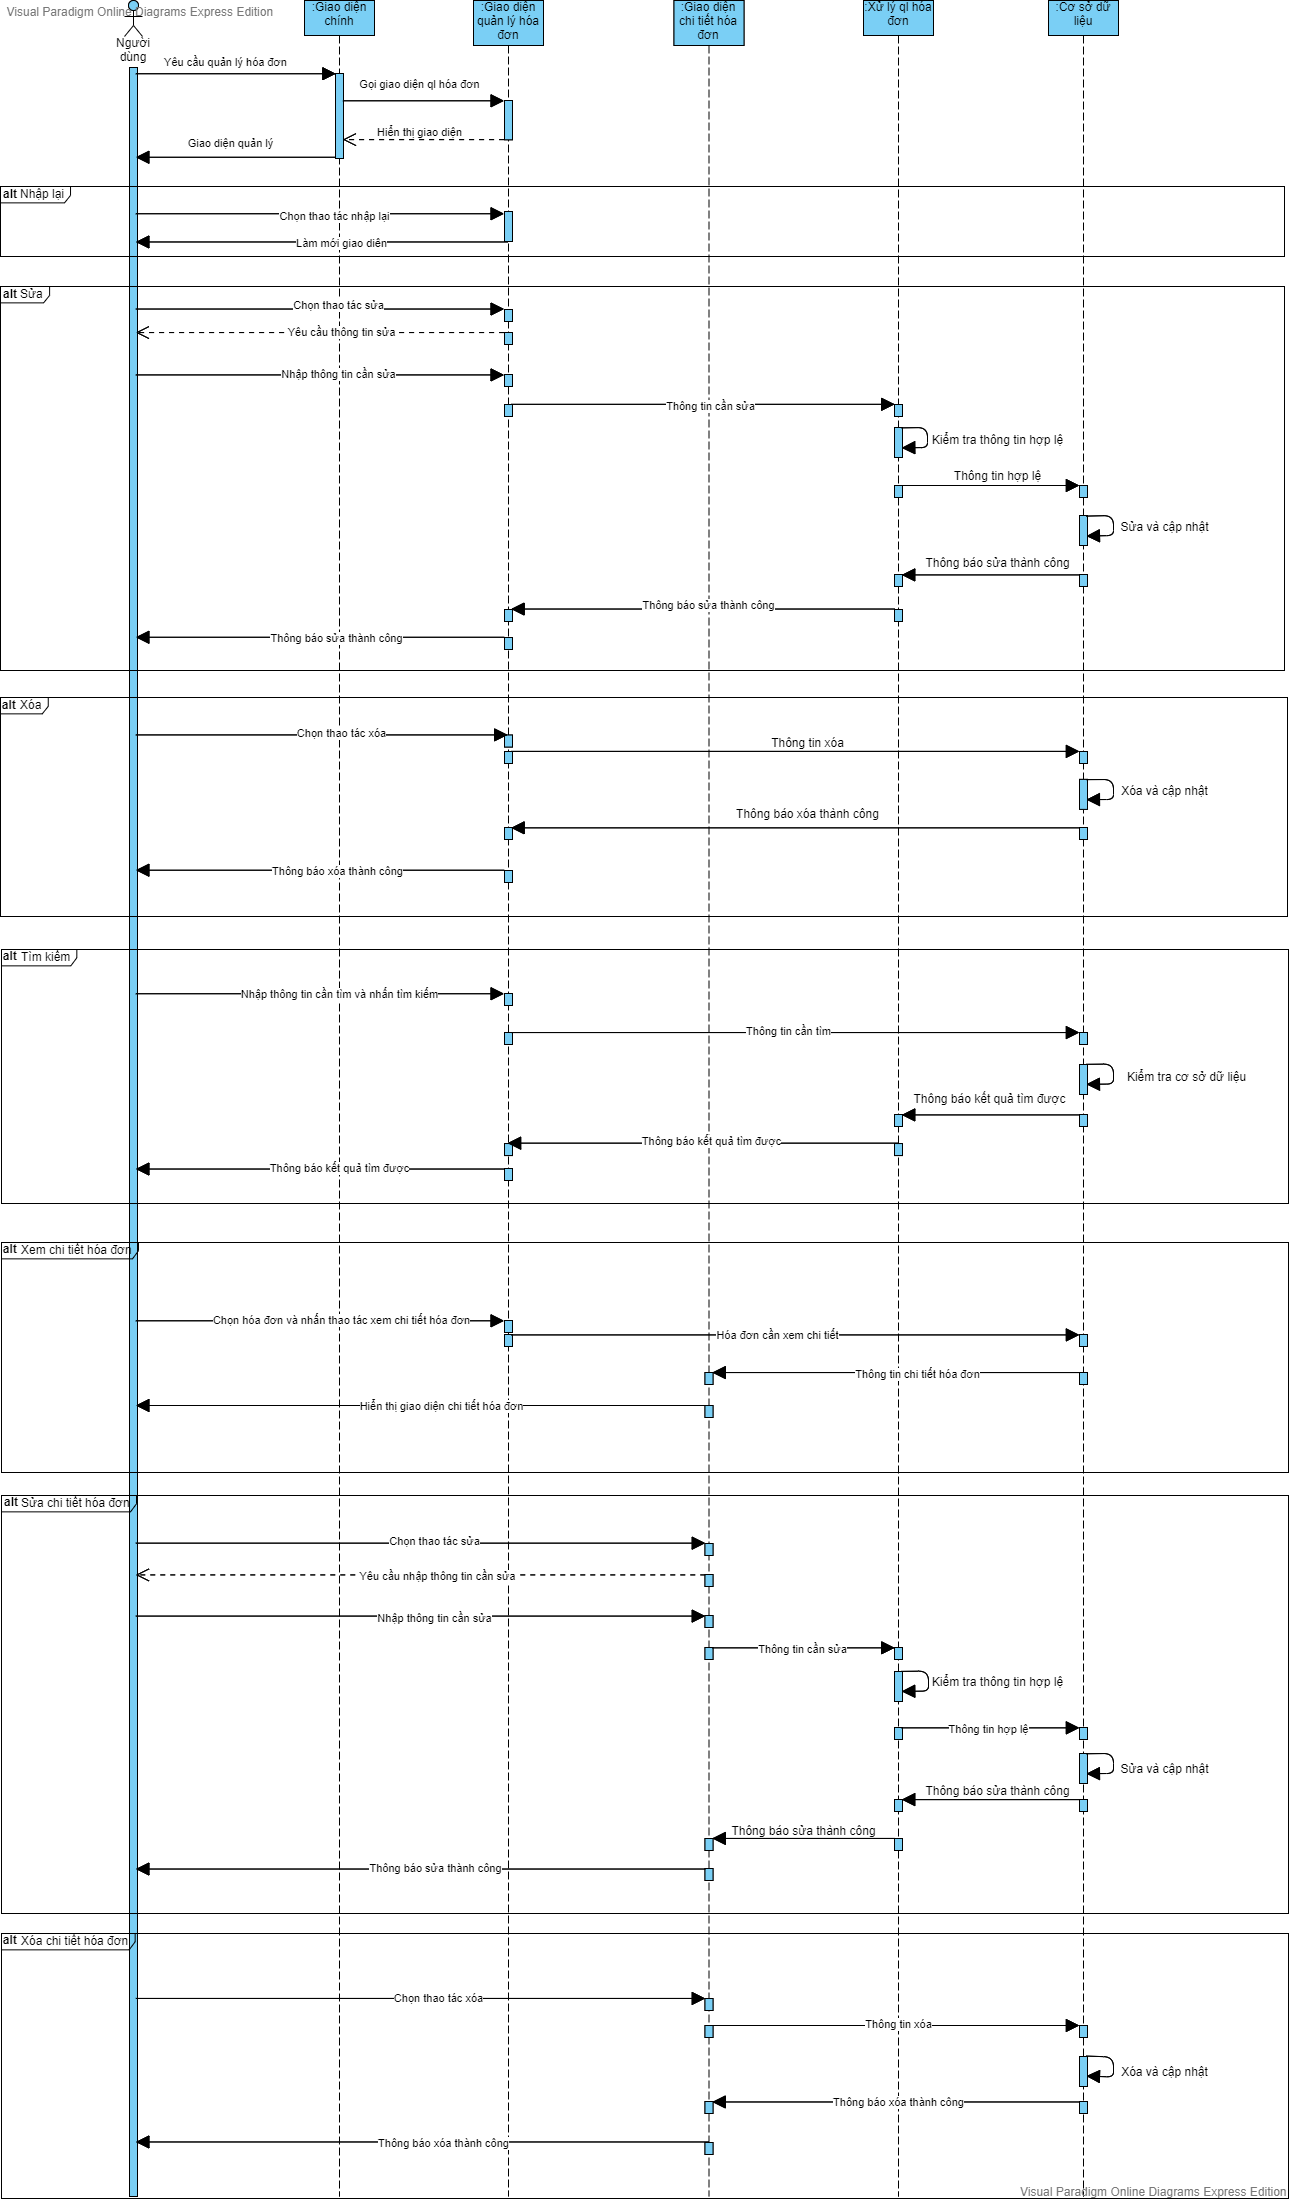 Visual Paradigm Online Diagrams Express Edition
Người
dùng
:Giao diện
chính
:Giao diện
quản lý hóa
đơn
:Giao diện
chi tiết hóa
đơn
:Xử lý ql hóa
đơn
:Cơ sở dữ
liệu
Yêu cầu quản lý hóa đơn
Gọi giao diện ql hóa đơn
Hiển thị giao diện
Giao diện quản lý
alt Nhập lại
Chọn thao tác nhập lại
Làm mới giao diên
alt Sửa
Chọn thao tác sửa
Yêu cầu thông tin sửa
Nhập thông tin cần sửa
Thông tin cần sửa
Kiểm tra thông tin hợp lệ
Thông tin hợp lệ
Sửa và cập nhật
Thông báo sửa thành công
Thông báo sửa thành công
Thông báo sửa thành công
alt Xóa
Chọn thao tác xóa
Thông tin xóa
Xóa và cập nhật
Thông báo xóa thành công
Thông báo xóa thành công
alt Tìm kiếm
Nhập thông tin cần tìm và nhấn tìm kiếm
Thông tin cần tìm
Kiểm tra cơ sở dữ liệu
Thông báo kết quả tìm được
Thông báo kết quả tìm được
Thông báo kết quả tìm được
alt Xem chi tiết hóa đơn
Chọn hóa đơn và nhấn thao tác xem chi tiết hóa đơn
Hóa đơn cần xem chi tiết
Thông tin chi tiết hóa đơn
Hiển thị giao diện chi tiết hóa đơn
alt Sửa chi tiết hóa đơn
Chọn thao tác sửa
Yêu cầu nhập thông tin cần sửa
Nhập thông tin cần sửa
Thông tin cần sửa
Kiểm tra thông tin hợp lệ
Thông tin hợp lệ
Sửa và cập nhật
Thông báo sửa thành công
Thông báo sửa thành công
Thông báo sửa thành công
alt Xóa chi tiết hóa đơn
Chọn thao tác xóa
Thông tin xóa
Xóa và cập nhật
Thông báo xóa thành công
Thông báo xóa thành công
Visual Paradigm Online Diagrams Express Edition